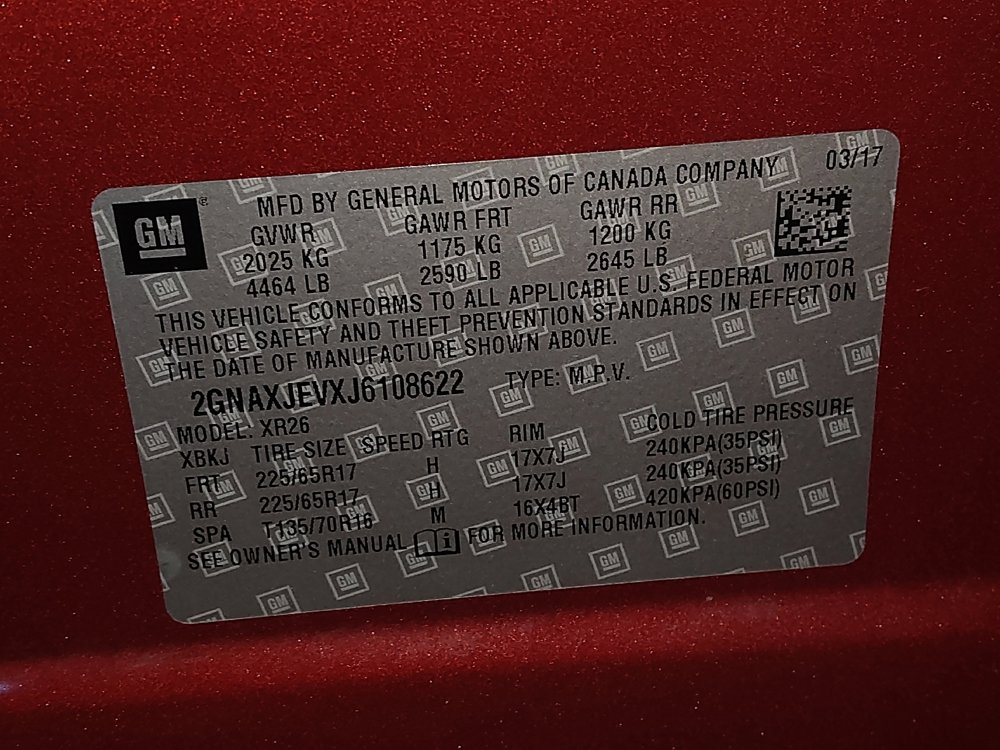 03/17
GM
MFD BY GENERAL MOTORS OF CANADA COMPANY
GVWR GAWR FRT GAWR RR
2025 KG 1175 KG 1200 KG
4464 LB 2590 LB 2645 LB
THIS VEHICLE CONFORMS TO ALL APPLICABLE U.S. FEDERAL MOTOR
VEHICLE SAFETY AND THEFT PREVENTION STANDARDS IN EFFECT ON
THE DATE OF MANUFACTURE SHOWN ABOVE.
2GNAXJEVXJ6108622 TYPE: M.P.V.
MODEL: XR26
XBKJ TIRE SIZE SPEED RTG RIM COLD TIRE PRESSURE
FRT 225/65R17 H 17X7J 240KPA(35PSI)
RR 225/65R17 H 17X7J 240KPA(35PSI)
SPA T135/70R16 M 16X4BT 420KPA(60PSI)
SEE OWNER'S MANUAL i FOR MORE INFORMATION.